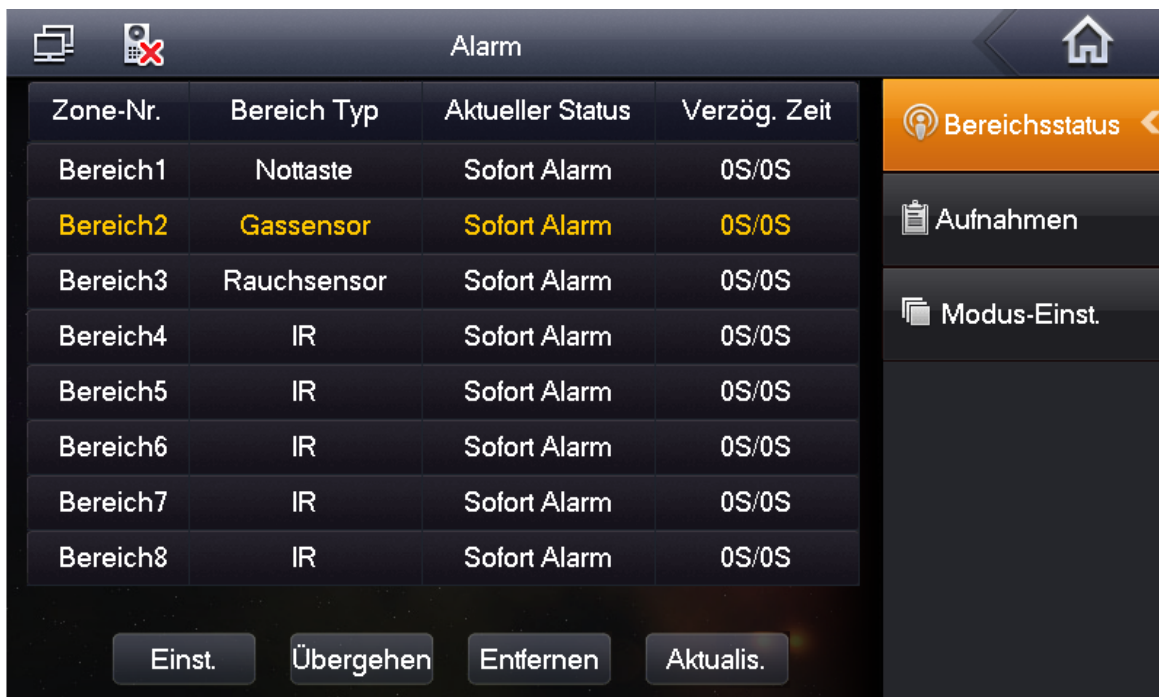 Alarm
Zone-Nr. Bereich Typ Aktueller Status Verzög. Zeit
Bereich1 Nottaste Sofort Alarm 0S/0S
Bereich2 Gassensor Sofort Alarm 0S/0S
Bereich3 Rauchsensor Sofort Alarm 0S/0S
Bereich4 IR Sofort Alarm 0S/0S
Bereich5 IR Sofort Alarm 0S/0S
Bereich6 IR Sofort Alarm 0S/0S
Bereich7 IR Sofort Alarm 0S/0S
Bereich8 IR Sofort Alarm 0S/0S
Einst. Übergehen Entfernen Aktualis.
Bereichsstatus
Aufnahmen
Modus-Einst.